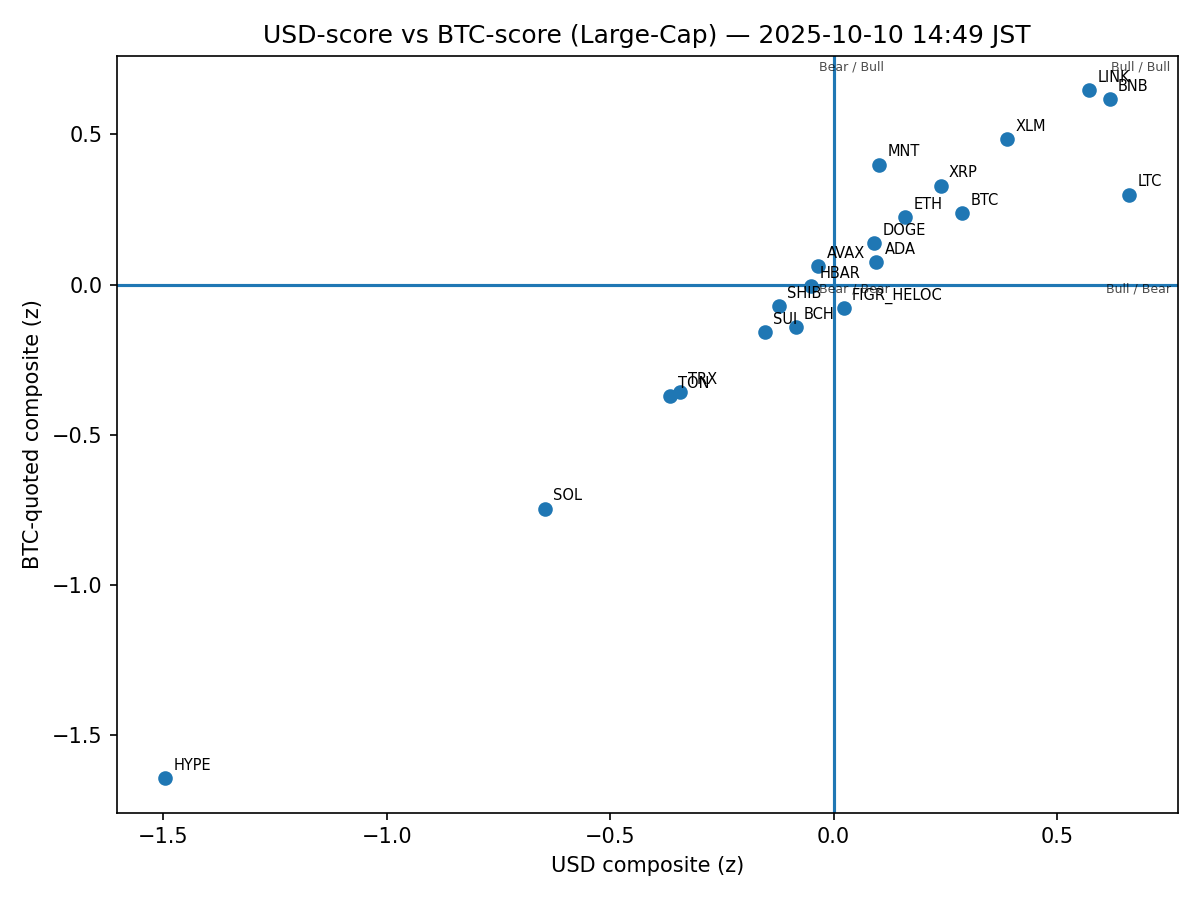 USD-score vs BTC-score (Large-Cap) — 2025-10-10 14:49 JST
Bear / Bull
Bull / Bull
LINK
BNB
XLM
MNT
XRP
LTC
BTC
ETH
DOGE
ADA
AVAX
HBAR
Bear / Bear
Bull / Bear
SHIB
FIGR_HELOC
SUI
BCH
TRX
TON
SOL
HYPE
0.5
0.0
−0.5
−1.0
−1.5
BTC-quoted composite (z)
−1.5
−1.0
−0.5
0.0
0.5
USD composite (z)